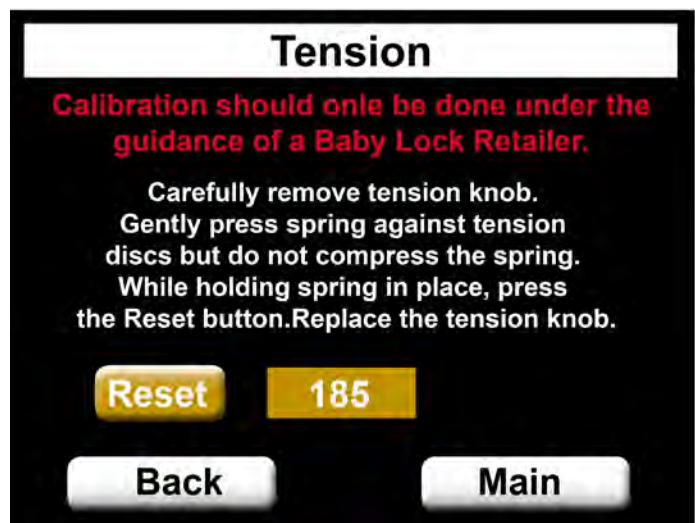 Tension
Calibration should onle be done under the
guidance of a Baby Lock Retailer.
Carefully remove tension knob.
Gently press spring against tension
discs but do not compress the spring.
While holding spring in place, press
the Reset button.Replace the tension knob.
Reset 185
Back Main